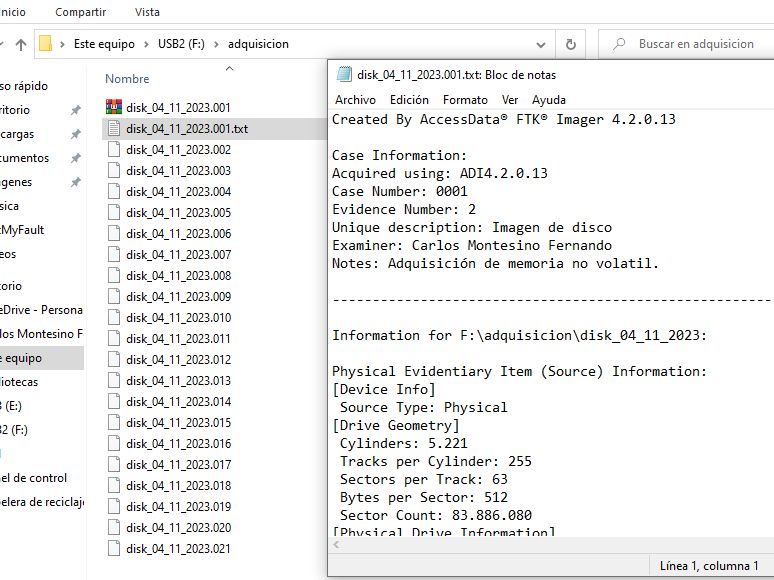 nicio Compartir Vista
Este equipo > USB2 (F:) > adquisicion
Buscar en adquisicion
so rápido
ritorio
cargas
cumentos
ágenes
sica
MyFault
eos
orio
eDrive - Persona
los Montesino F
e equipo
liotecas
(E:)
2 (F:)
el de control
elera de reciclaje
Nombre
disk_04_11_2023.001
disk_04_11_2023.001.txt
disk_04_11_2023.002
disk_04_11_2023.003
disk_04_11_2023.004
disk_04_11_2023.005
disk_04_11_2023.006
disk_04_11_2023.007
disk_04_11_2023.008
disk_04_11_2023.009
disk_04_11_2023.010
disk_04_11_2023.011
disk_04_11_2023.012
disk_04_11_2023.013
disk_04_11_2023.014
disk_04_11_2023.015
disk_04_11_2023.016
disk_04_11_2023.017
disk_04_11_2023.018
disk_04_11_2023.019
disk_04_11_2023.020
disk_04_11_2023.021
disk_04_11_2023.001.txt: Bloc de notas
Archivo Edición Formato Ver Ayuda
Created By AccessData® FTK® Imager 4.2.0.13
Case Information:
Acquired using: ADI4.2.0.13
Case Number: 0001
Evidence Number: 2
Unique description: Imagen de disco
Examiner: Carlos Montesino Fernando
Notes: Adquisición de memoria no volatil.
-------------------------------------------------
Information for F:\adquisicion\disk_04_11_2023:
Physical Evidentiary Item (Source) Information:
[Device Info]
Source Type: Physical
[Drive Geometry]
Cylinders: 5.221
Tracks per Cylinder: 255
Sectors per Track: 63
Bytes per Sector: 512
Sector Count: 83.886.080
[Physical Drive Information]
Línea 1, columna 1